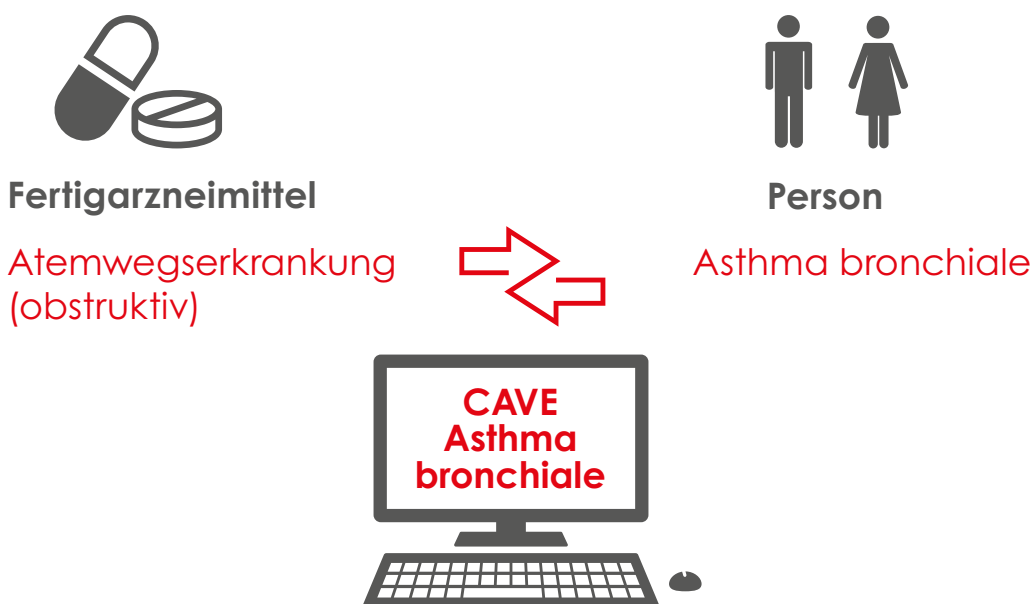 Fertigarzneimittel
Person
Atemwegserkrankung
(obstruktiv)
Asthma bronchiale
CAVE
Asthma
bronchiale